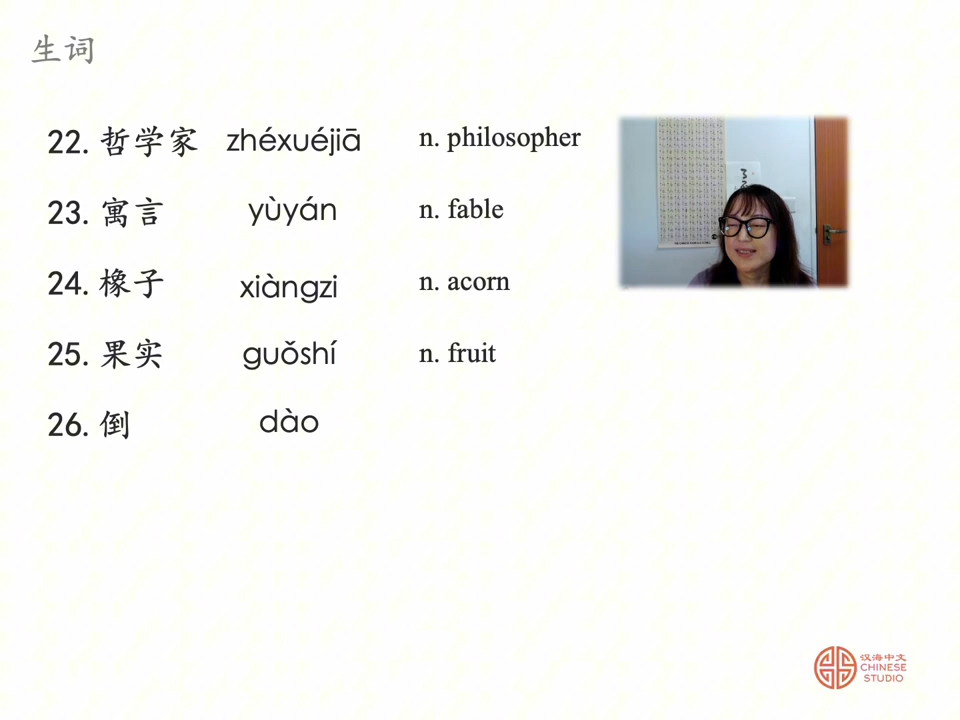 生词
22. 哲学家 zhéxuéjiā n. philosopher
23. 寓言 yùyán n. fable
24. 橡子 xiàngzi n. acorn
25. 果实 guǒshí n. fruit
26. 倒 dào
汉海中文
CHINESE
STUDIO